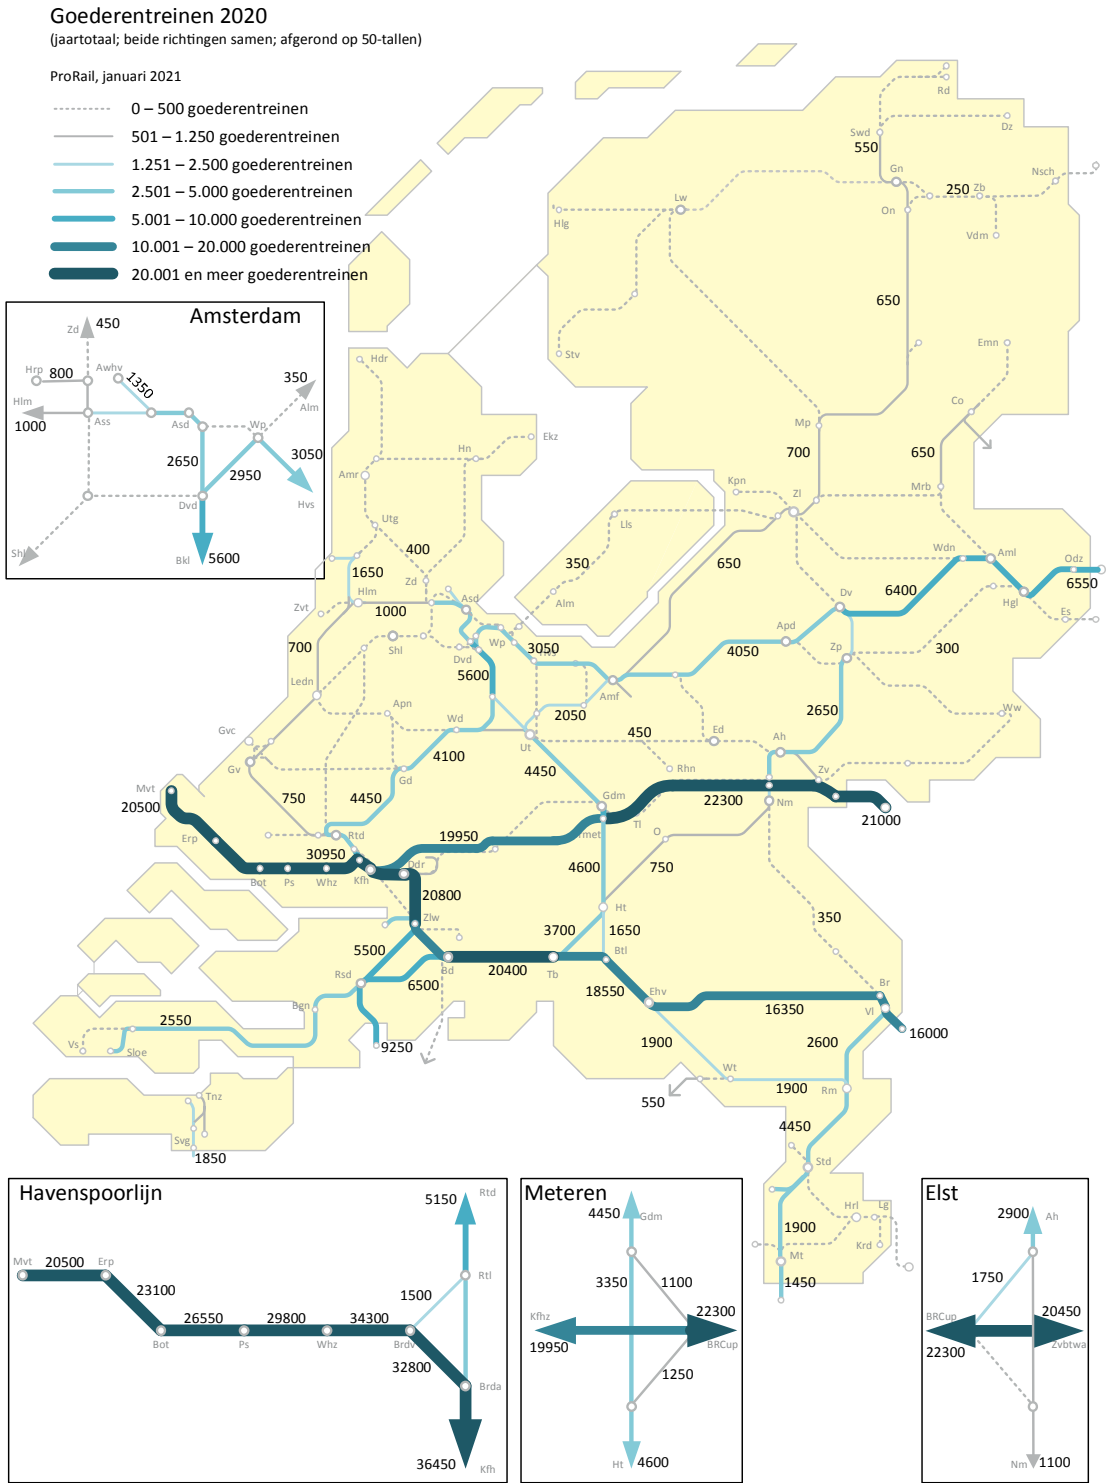 Goederentreinen 2020
(jaartotaal; beide richtingen samen; afgerond op 50-tallen)
ProRail, januari 2021
0 – 500 goederentreinen
501 – 1.250 goederentreinen
1.251 – 2.500 goederentreinen
2.501 – 5.000 goederentreinen
5.001 – 10.000 goederentreinen
10.001 – 20.000 goederentreinen
20.001 en meer goederentreinen
Amsterdam
Zd 450
Hrp 800 Awhv 1350 350
Hlm Ass Asd Wp Alm
1000
2650 2950 3050
Dvd Hvs
Shl Bkl 5600
Rd
Swd Dz
550
Gn Nsch
250 Zb
Lw On
Hlg Vdm
650
Stv Emn
Hdr
Co
Mp
Hn Ekz
700 650
Amr Kpn Mrb
Zl
Utg Lls
400 350 650 Wdn Aml Odz
1650 Zd 6400 6550
Hlm Asd Alm Dv Hgl
Zvt 1000 Apd Es
Shl Wp
700 Dvd 3050 Hvs 4050 Zp 300
5600
Ledn Amf
Apn 2050 2650 Ww
Gvc Wd 450 Ed
Ut Ah
Gv 4100 4450
Gd Rhn Zv
Mvt 22300
20500 750 4450 Gdm Nm
21000
Erp Rtd 19950 Tl
rmet O
30950 Ddr
Bot Ps Whz Kfh 4600 750
20800
Ht
Zlw 350
5500 3700 1650
Rsd Bd 20400 Tb Btl
6500
18550 Ehv Br
Bgn 16350 Vl
2550
Vs Sloe 16000
9250 1900 2600
Wt
1900 Rm
Tnz 550
4450
Svg
1850 Std
Hrl Lg
1900
Krd
Mt
1450
Havenspoorlijn
5150 Rtd
Mvt 20500 Erp
23100 Rtl
26550 29800 34300 1500
Bot Ps Whz Brdv
32800
Brda
36450 Kfh
Meteren
4450 Gdm
3350 1100
Kfhz 22300
19950 BRCup
1250
Ht 4600
Elst
2900 Ah
1750
BRCup 20450
22300 Zvbtwa
Nm 1100